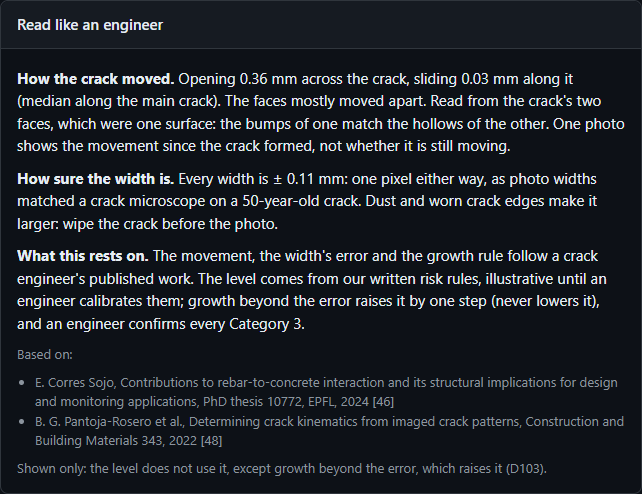 Read like an engineer
How the crack moved. Opening 0.36 mm across the crack, sliding 0.03 mm along it
(median along the main crack). The faces mostly moved apart. Read from the crack's two
faces, which were one surface: the bumps of one match the hollows of the other. One photo
shows the movement since the crack formed, not whether it is still moving.
How sure the width is. Every width is ± 0.11 mm: one pixel either way, as photo widths
matched a crack microscope on a 50-year-old crack. Dust and worn crack edges make it
larger: wipe the crack before the photo.
What this rests on. The movement, the width's error and the growth rule follow a crack
engineer's published work. The level comes from our written risk rules, illustrative until an
engineer calibrates them; growth beyond the error raises it by one step (never lowers it),
and an engineer confirms every Category 3.
Based on:
• E. Corres Sojo, Contributions to rebar-to-concrete interaction and its structural implications for design
and monitoring applications, PhD thesis 10772, EPFL, 2024 [46]
• B. G. Pantoja-Rosero et al., Determining crack kinematics from imaged crack patterns, Construction and
Building Materials 343, 2022 [48]
Shown only: the level does not use it, except growth beyond the error, which raises it (D103).